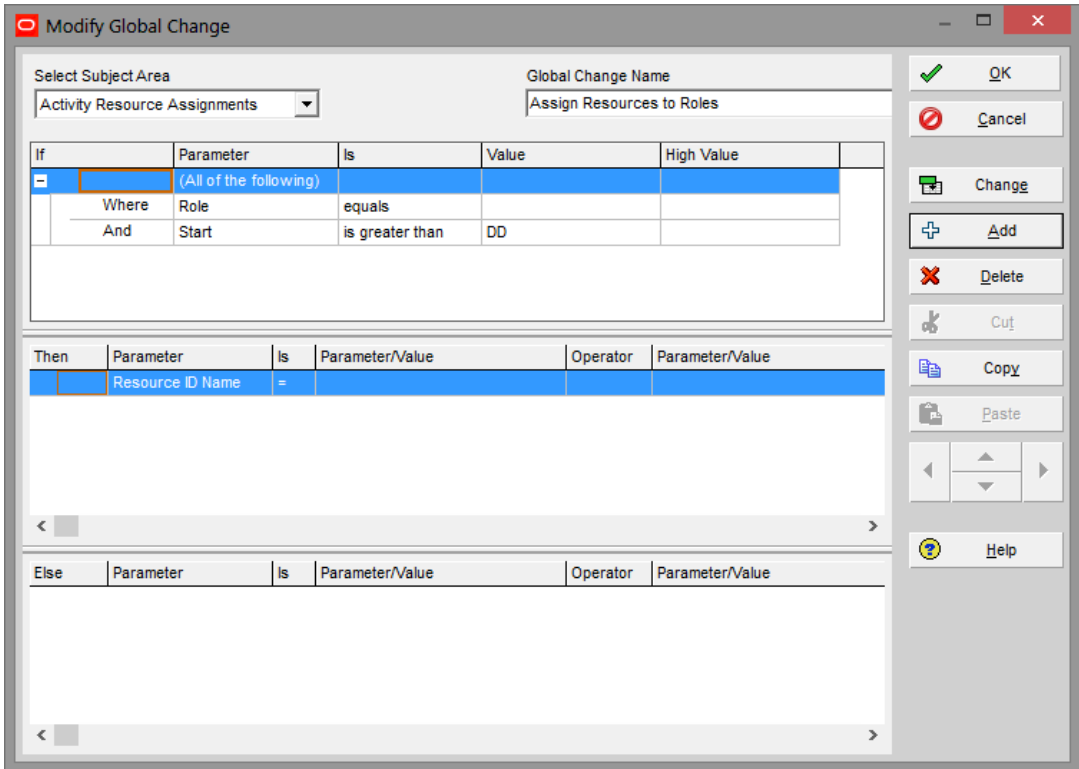 Modify Global Change
Select Subject Area
Global Change Name
Activity Resource Assignments
Assign Resources to Roles
If Parameter Is Value High Value
(All of the following)
Where Role equals
And Start is greater than DD
Then Parameter Is Parameter/Value Operator Parameter/Value
Resource ID Name =
Else Parameter Is Parameter/Value Operator Parameter/Value
OK
Cancel
Change
Add
Delete
Cut
Copy
Paste
Help